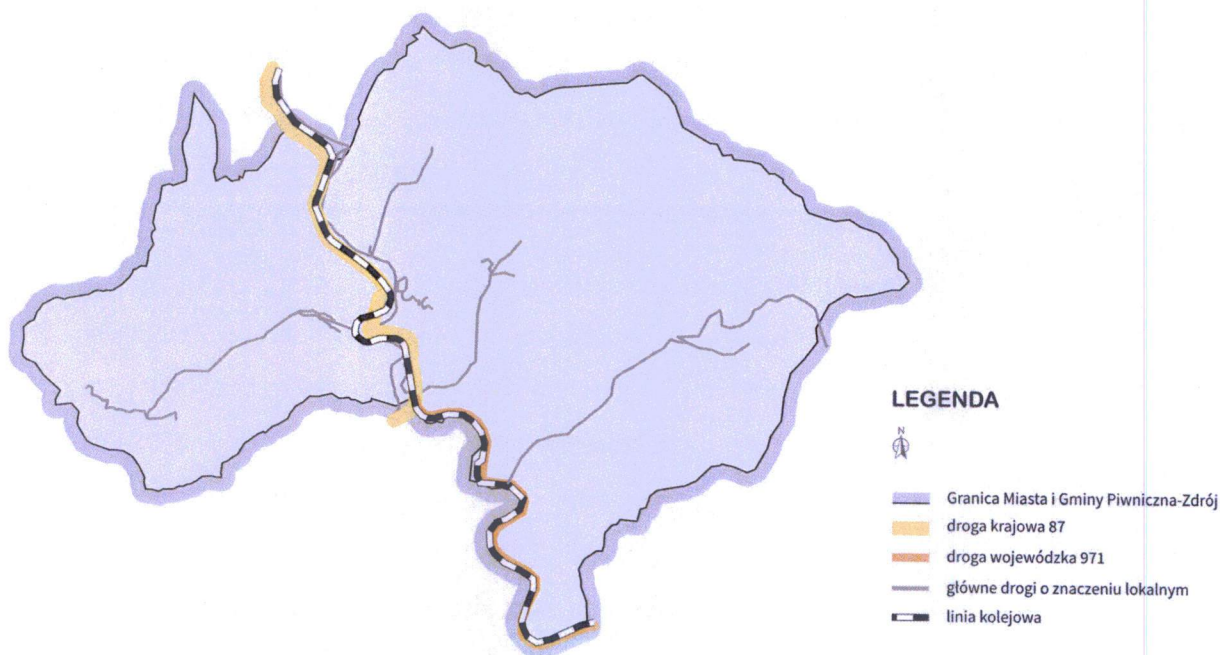 LEGENDA
N
Granica Miasta i Gminy Piwniczna-Zdrój
droga krajowa 87
droga wojewódzka 971
główne drogi o znaczeniu lokalnym
linia kolejowa